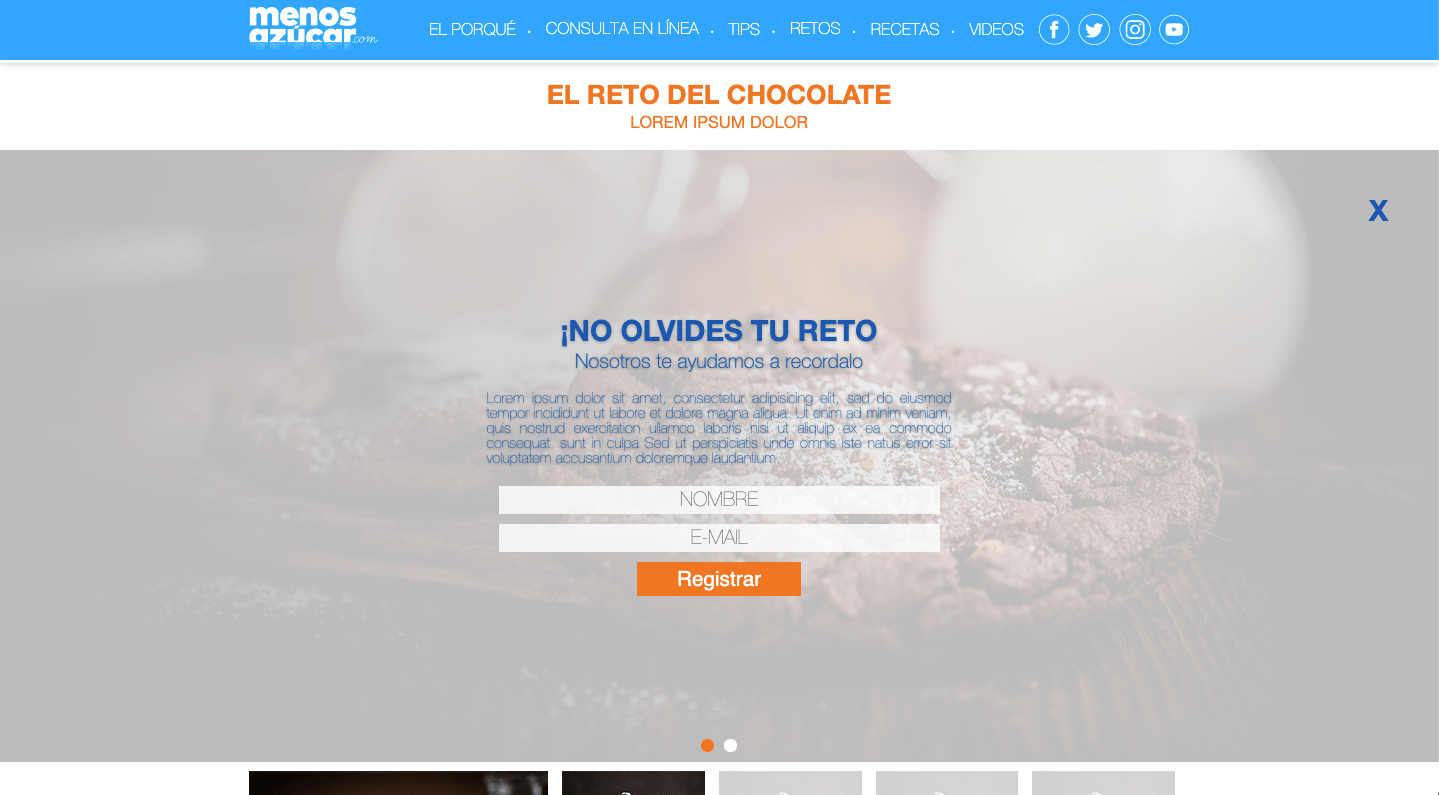 menos
azúcar.com
EL PORQUÉ · CONSULTA EN LÍNEA · TIPS · RETOS · RECETAS · VIDEOS
EL RETO DEL CHOCOLATE
LOREM IPSUM DOLOR
X
¡NO OLVIDES TU RETO
Nosotros te ayudamos a recordalo
Lorem ipsum dolor sit amet, consectetur adipisicing elit, sed do eiusmod
tempor incididunt ut labore et dolore magna aliqua. Ut enim ad minim veniam,
quis nostrud exercitation ullamco laboris nisi ut aliquip ex ea commodo
consequat. sunt in culpa Sed ut perspiciatis unde omnis iste natus error sit
voluptatem accusantium doloremque laudantium.
NOMBRE
E-MAIL
Registrar